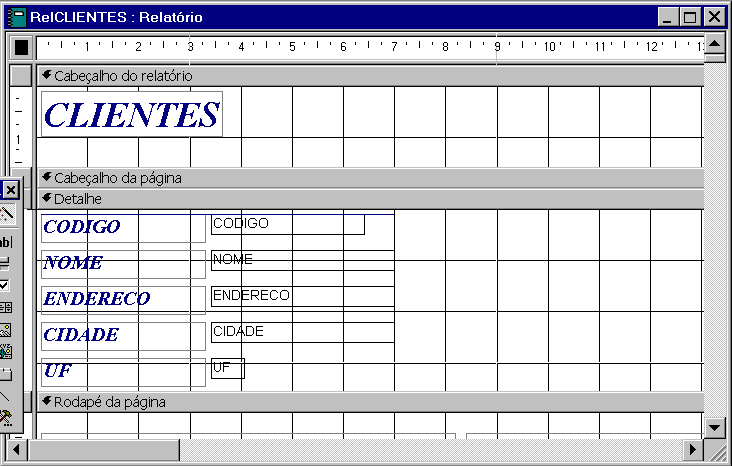 RelCLIENTES : Relatório
1 2 3 4 5 6 7 8 9 10 11 12
Cabeçalho do relatório
CLIENTES
1
Cabeçalho da página
Detalhe
CODIGO CODIGO
NOME NOME
ENDERECO ENDERECO
CIDADE CIDADE
UF UF
Rodapé da página